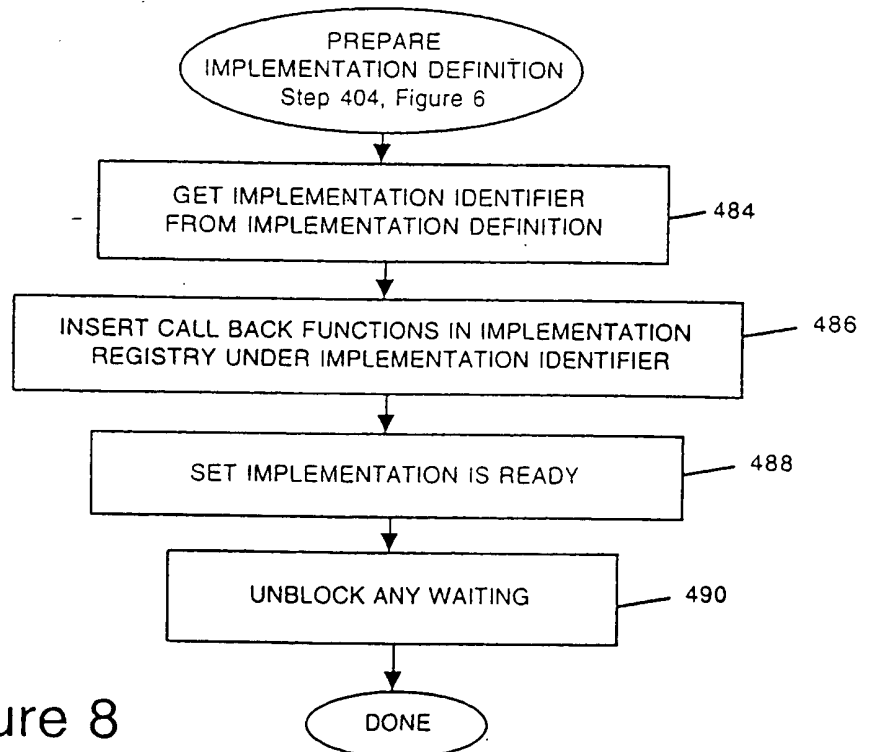 PREPARE
IMPLEMENTATION DEFINITION
Step 404, Figure 6
GET IMPLEMENTATION IDENTIFIER
FROM IMPLEMENTATION DEFINITION
484
INSERT CALL BACK FUNCTIONS IN IMPLEMENTATION
REGISTRY UNDER IMPLEMENTATION IDENTIFIER
486
SET IMPLEMENTATION IS READY
488
UNBLOCK ANY WAITING
490
DONE
ure 8